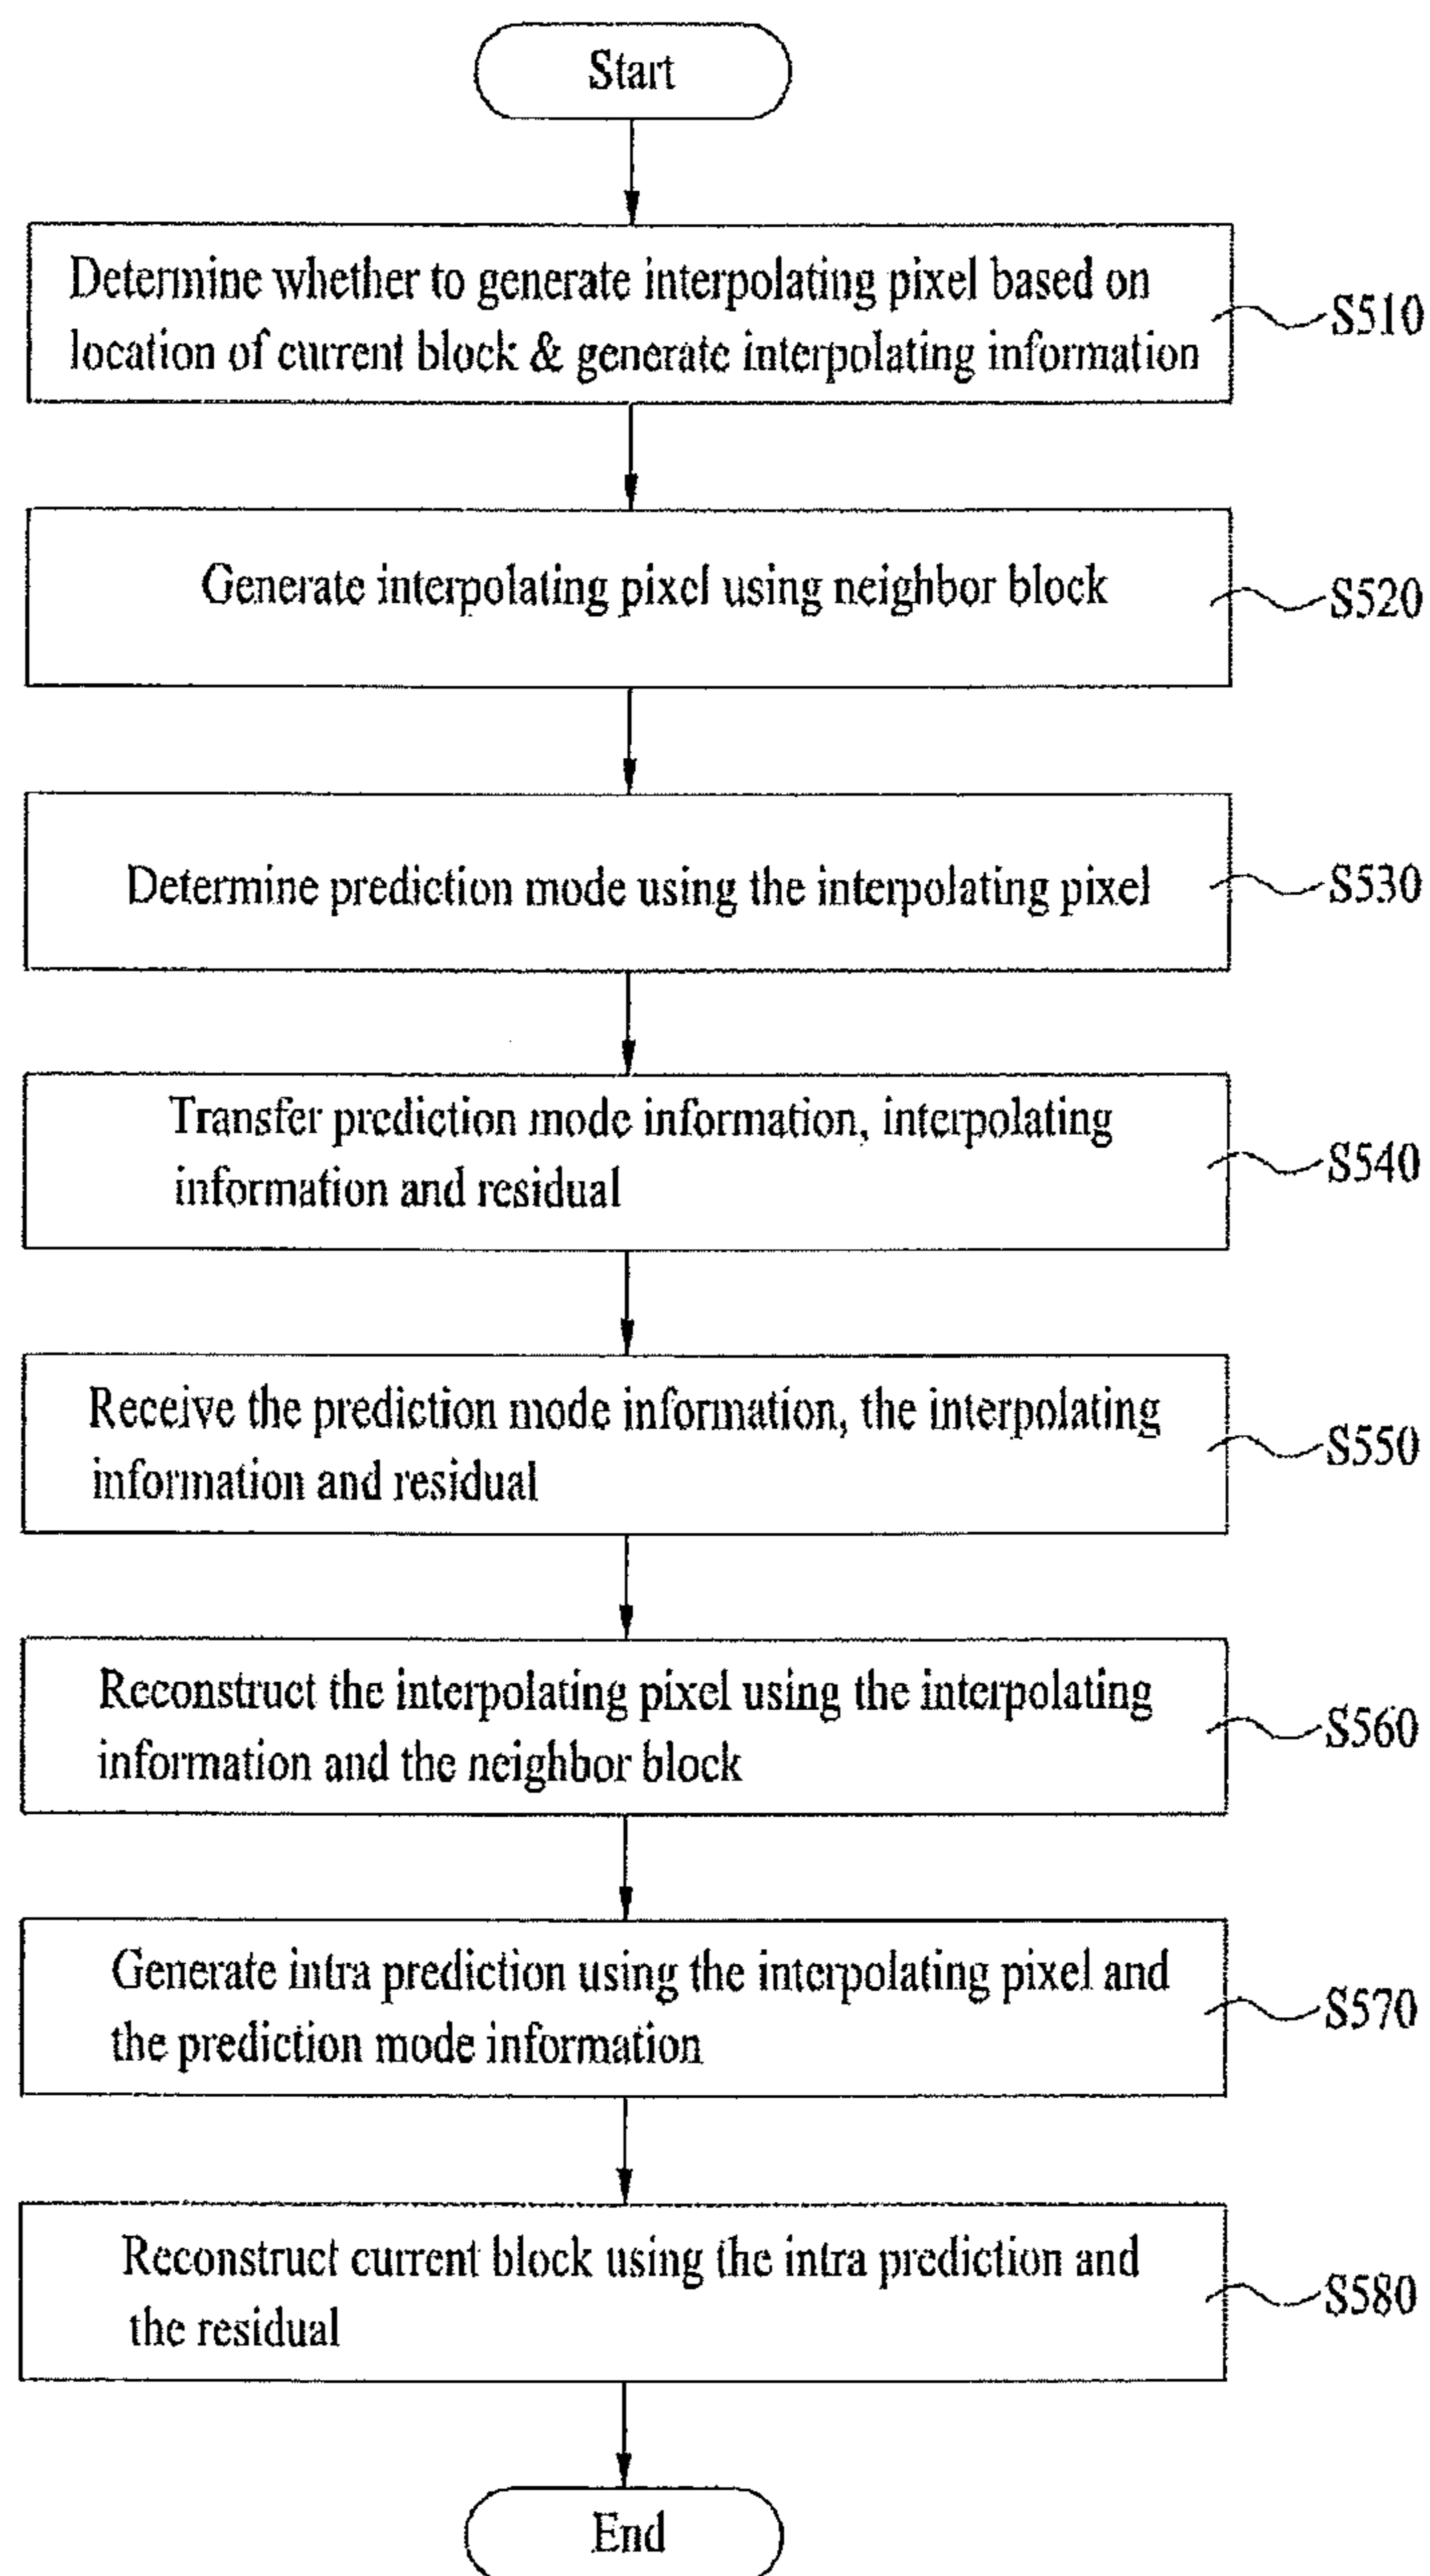 Start
Determine whether to generate interpolating pixel based on
location of current block & generate interpolating information
S510
Generate interpolating pixel using neighbor block
S520
Determine prediction mode using the interpolating pixel
S530
Transfer prediction mode information, interpolating
information and residual
S540
Receive the prediction mode information, the interpolating
information and residual
S550
Reconstruct the interpolating pixel using the interpolating
information and the neighbor block
S560
Generate intra prediction using the interpolating pixel and
the prediction mode information
S570
Reconstruct current block using the intra prediction and
the residual
S580
End